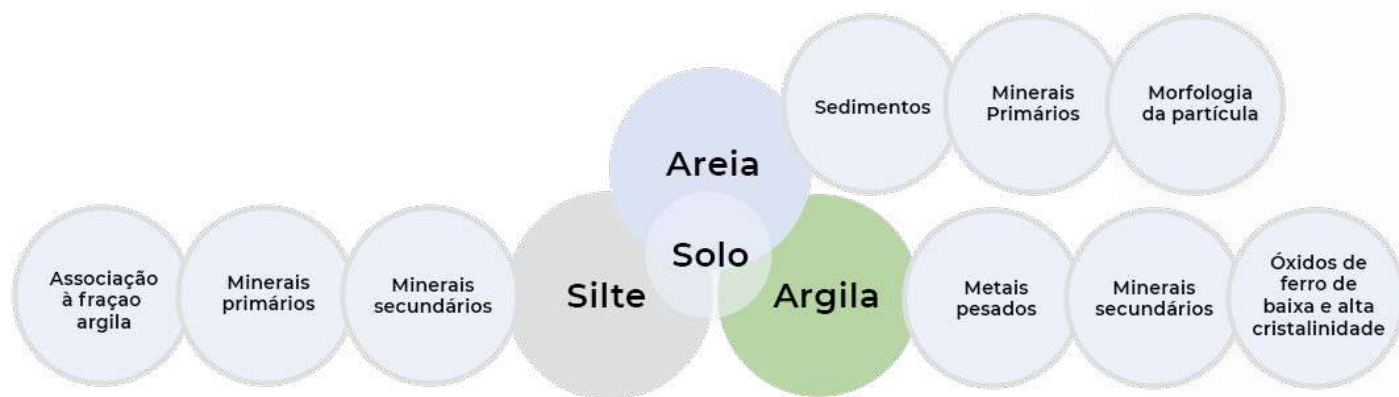 Sedimentos
Minerais
Primários
Morfologia
da partícula
Areia
Solo
Silte
Argila
Associação
à fraçao
argila
Minerais
primários
Minerais
secundários
Metais
pesados
Minerais
secundários
Óxidos de
ferro de
baixa e alta
cristalinidade